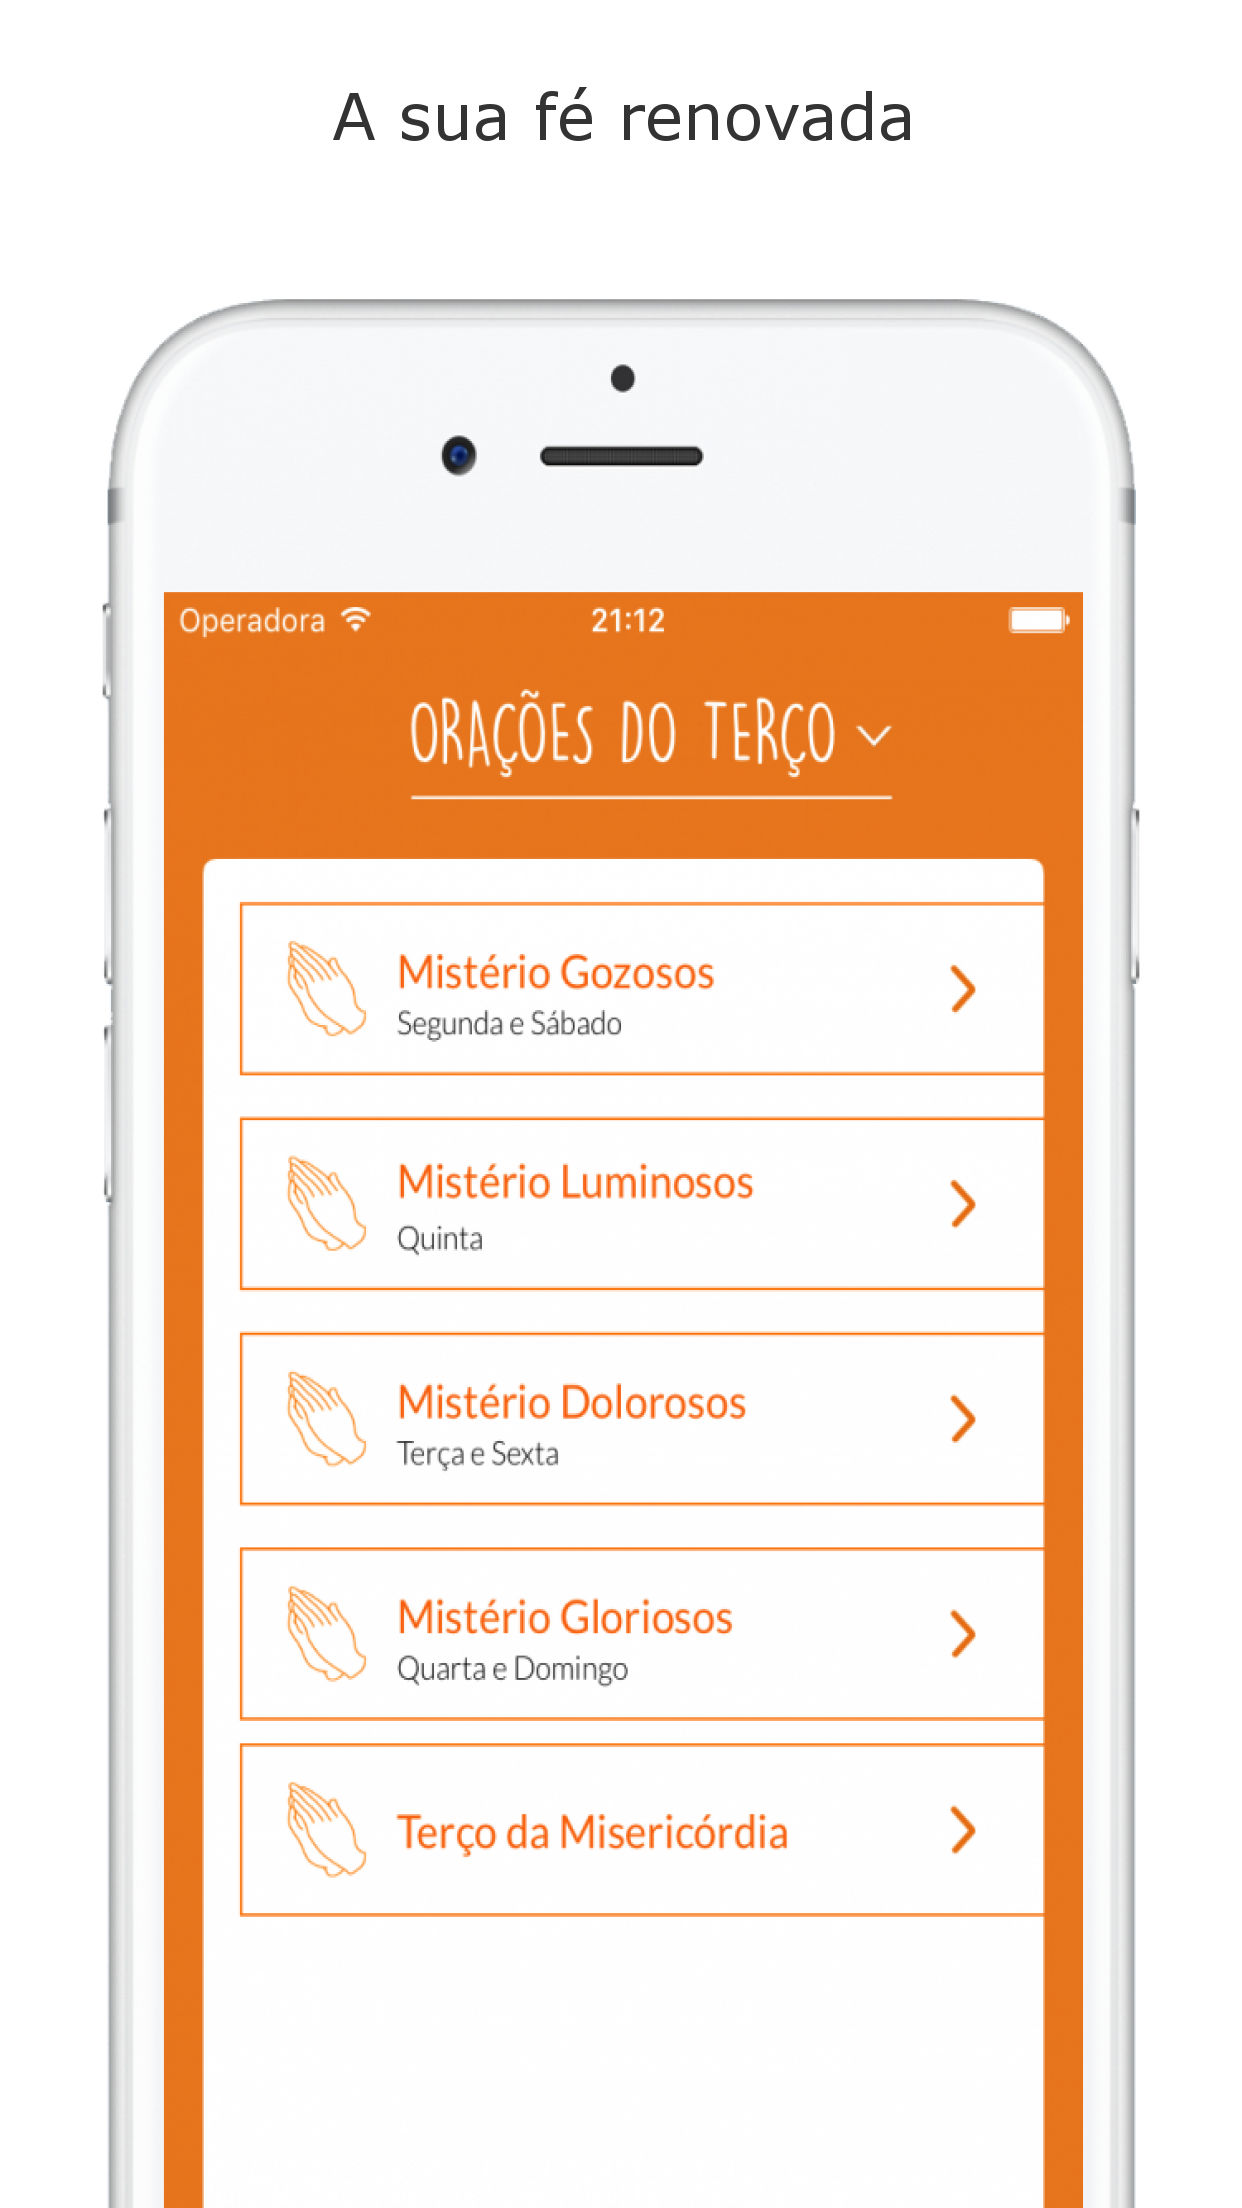 A sua fé renovada
Operadora 21:12
ORAÇÕES DO TERÇO
Mistério Gozosos
Segunda e Sábado
Mistério Luminosos
Quinta
Mistério Dolorosos
Terça e Sexta
Mistério Gloriosos
Quarta e Domingo
Terço da Misericórdia